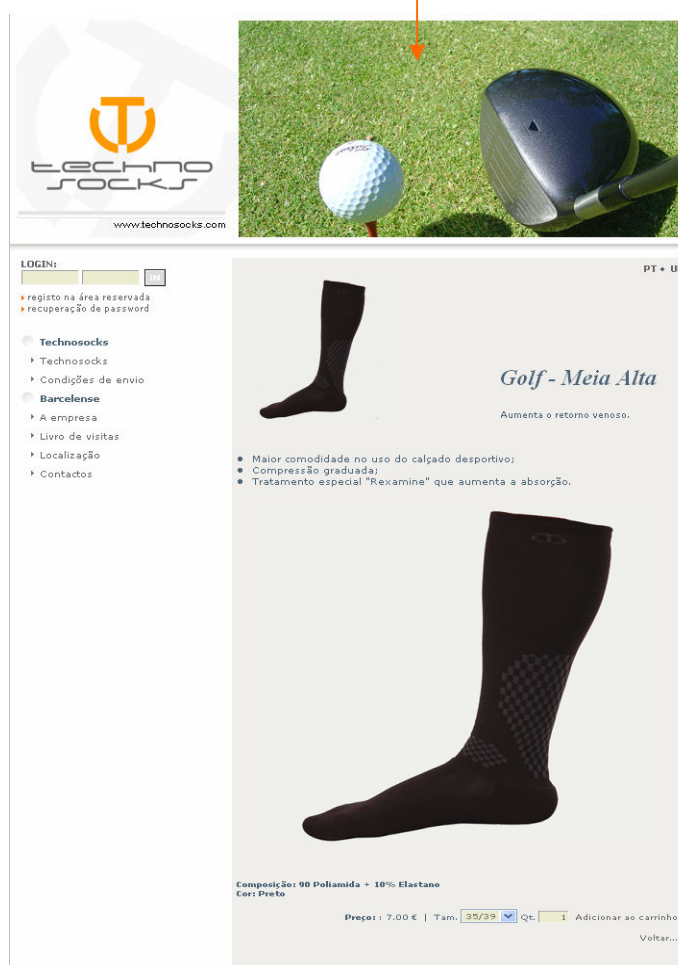 techno
socks
www.technosocks.com
LOGIN:
IN
registo na área reservada
recuperação de password
Technosocks
Technosocks
Condições de envio
Barcelense
A empresa
Livro de visitas
Localização
Contactos
PT • U
Golf - Meia Alta
Aumenta o retorno venoso.
• Maior comodidade no uso do calçado desportivo;
• Compressão graduada;
• Tratamento especial "Rexamine" que aumenta a absorção.
Composição: 90 Poliamida + 10% Elastano
Cor: Preto
Preço: : 7.00 € | Tam. 35/39 Qt. 1 Adicionar ao carrinho
Voltar...